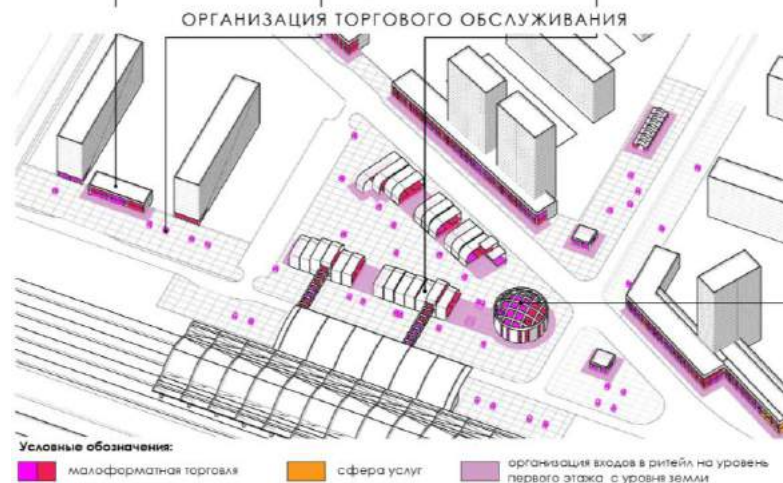 ОРГАНИЗАЦИЯ ТОРГОВОГО ОБСЛУЖИВАНИЯ
Условные обозначения:
малоформатная торговля
сфера услуг
организация входов в ритейл на уровень
первого этажа с уровня земли